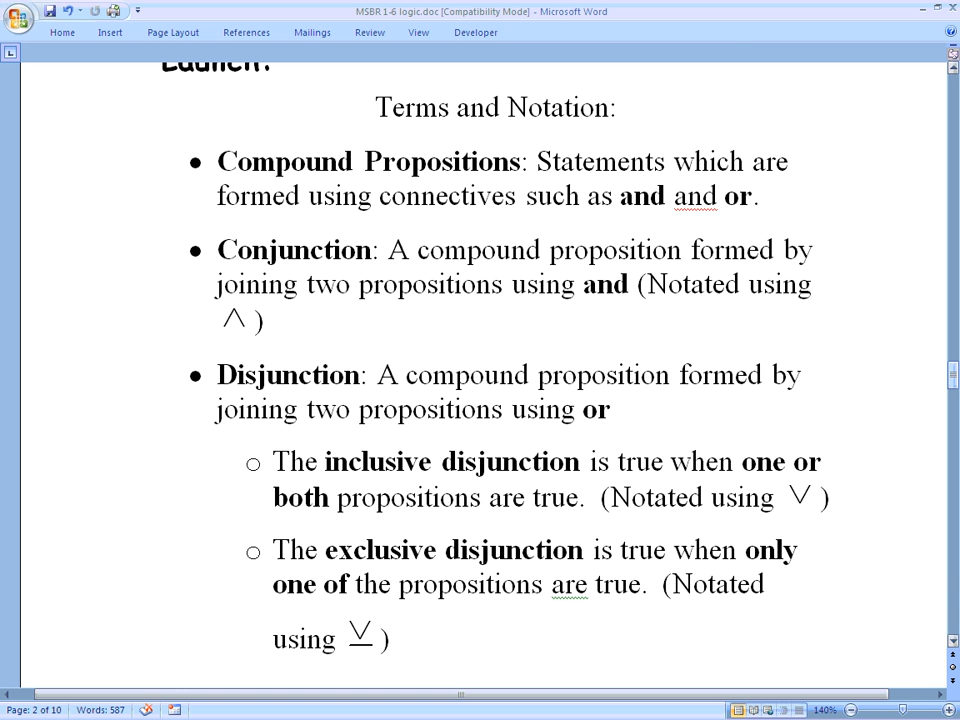 MSBR 1-6 logic.doc [Compatibility Mode] - Microsoft Word
Home Insert Page Layout References Mailings Review View Developer
Launch:
Terms and Notation:
• Compound Propositions: Statements which are
formed using connectives such as and and or.
• Conjunction: A compound proposition formed by
joining two propositions using and (Notated using
∧ )
• Disjunction: A compound proposition formed by
joining two propositions using or
o The inclusive disjunction is true when one or
both propositions are true. (Notated using ∨ )
o The exclusive disjunction is true when only
one of the propositions are true. (Notated
using ⊻ )
Page: 2 of 10 Words: 587 140%